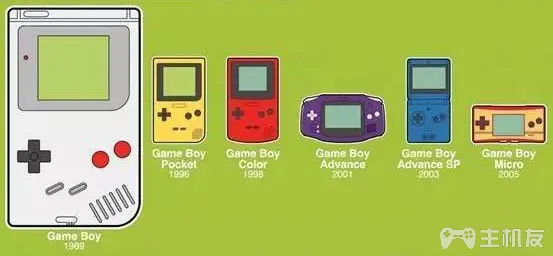 Game Boy
1989
Game Boy
Pocket
1996
Game Boy
Color
1998
Game Boy
Advance
2001
Game Boy
Advance SP
2003
Game Boy
Micro
2005
主机友